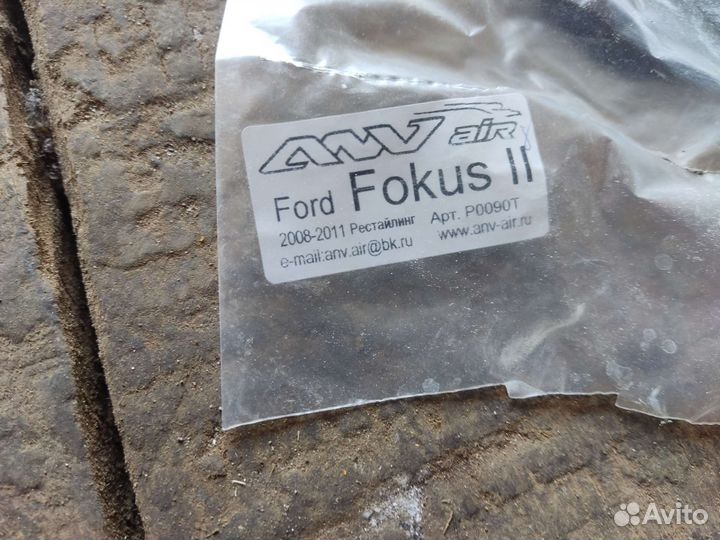 ANV air
Ford Fokus II
2008-2011 Рестайлинг Арт. P0090T
e-mail:anv.air@bk.ru www.anv-air.ru
Avito